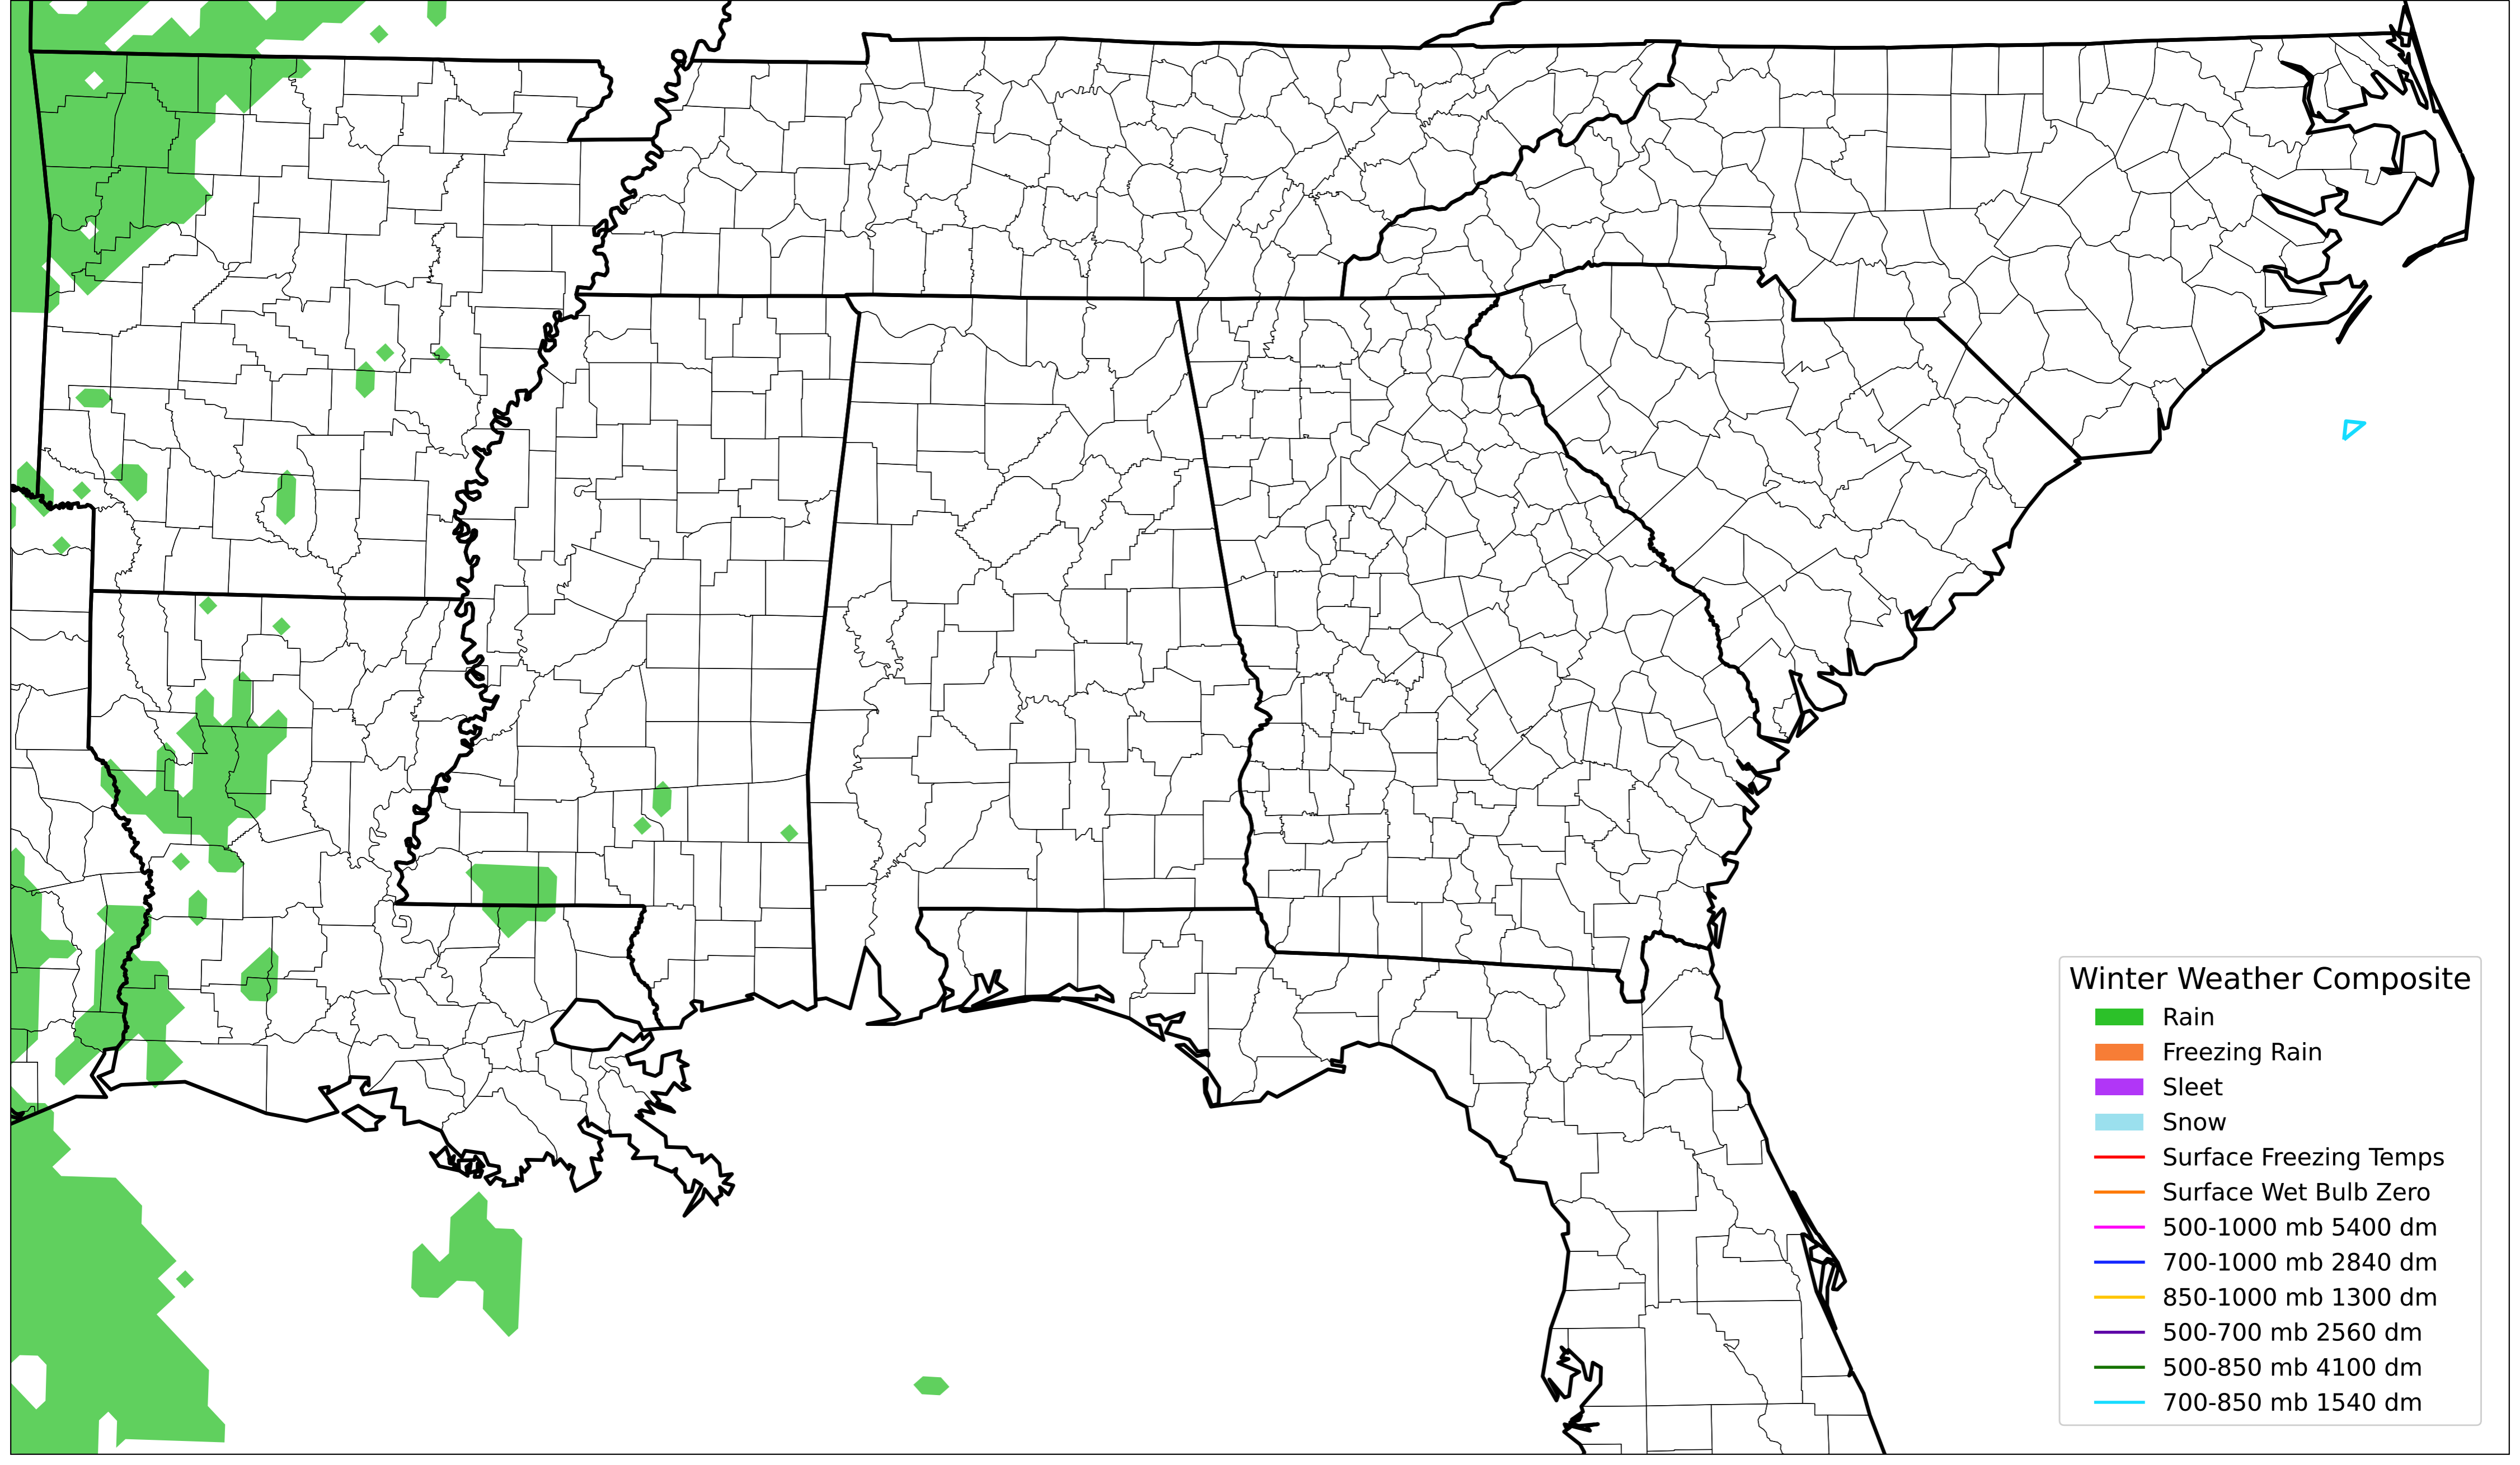 Winter Weather Composite
Rain
Freezing Rain
Sleet
Snow
Surface Freezing Temps
Surface Wet Bulb Zero
500-1000 mb 5400 dm
700-1000 mb 2840 dm
850-1000 mb 1300 dm
500-700 mb 2560 dm
500-850 mb 4100 dm
700-850 mb 1540 dm